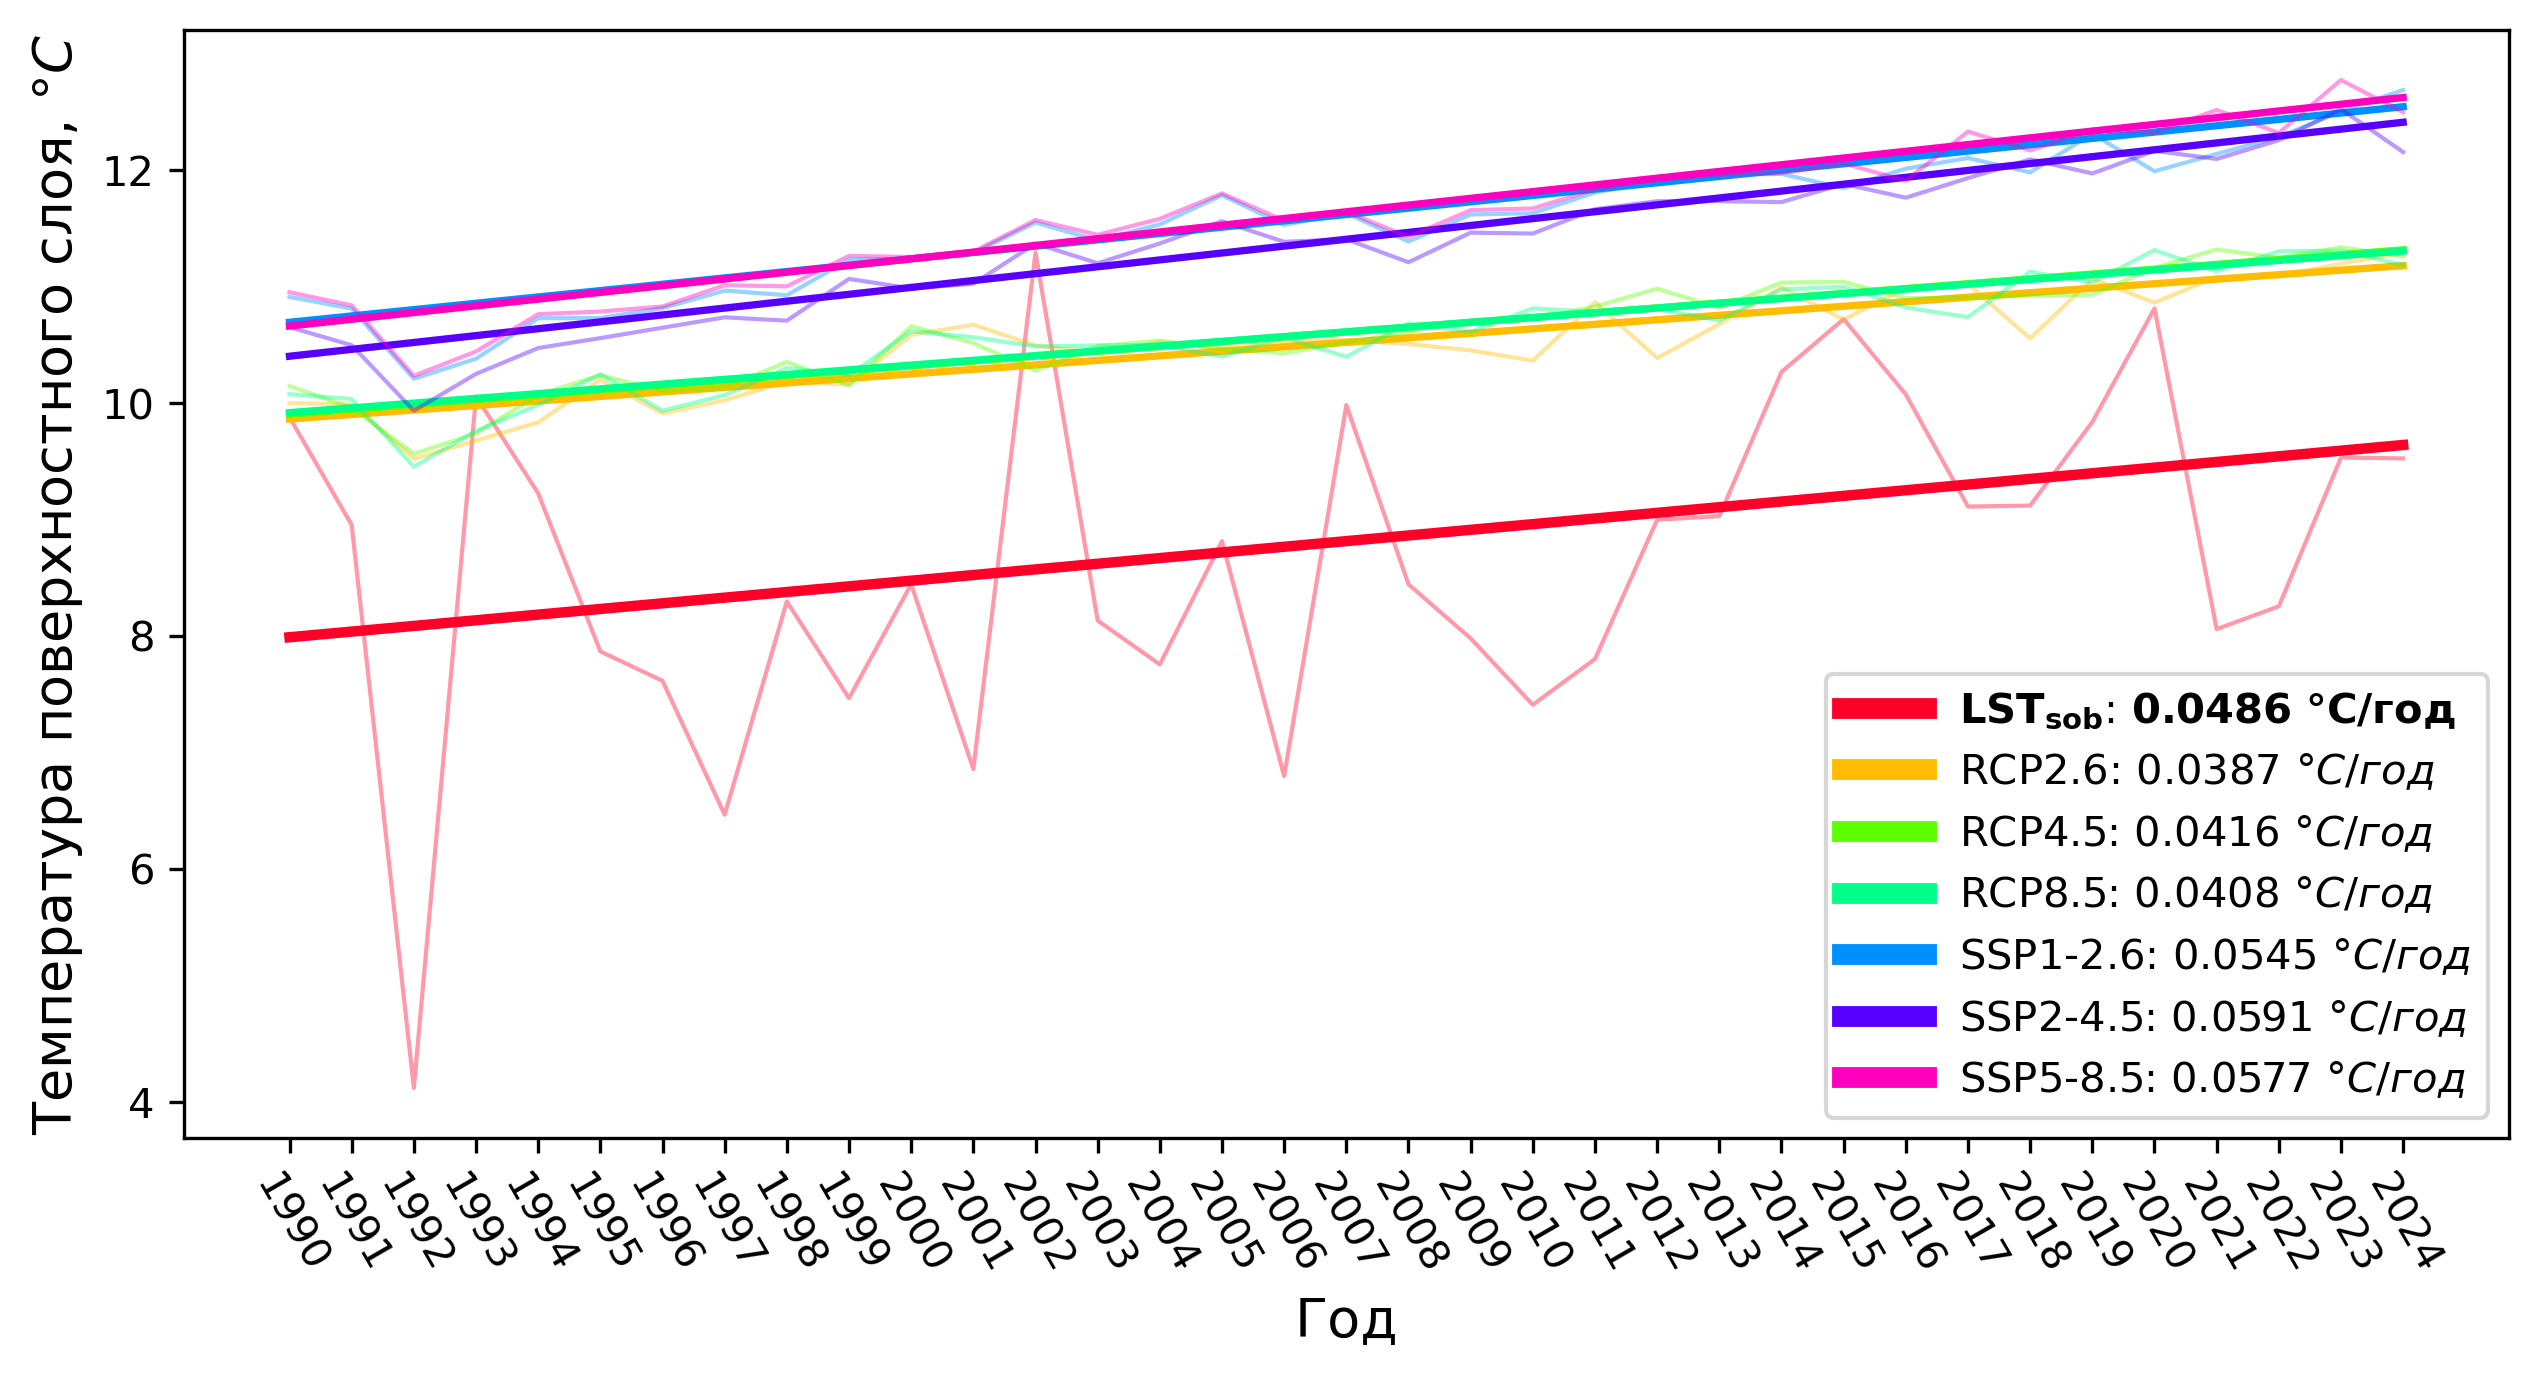 Температура поверхностного слоя, °C
12
10
8
6
4
LSTsob: 0.0486 °C/год
RCP2.6: 0.0387 °C/год
RCP4.5: 0.0416 °C/год
RCP8.5: 0.0408 °C/год
SSP1-2.6: 0.0545 °C/год
SSP2-4.5: 0.0591 °C/год
SSP5-8.5: 0.0577 °C/год
1990 1991 1992 1993 1994 1995 1996 1997 1998 1999 2000 2001 2002 2003 2004 2005 2006 2007 2008 2009 2010 2011 2012 2013 2014 2015 2016 2017 2018 2019 2020 2021 2022 2023 2024
Год